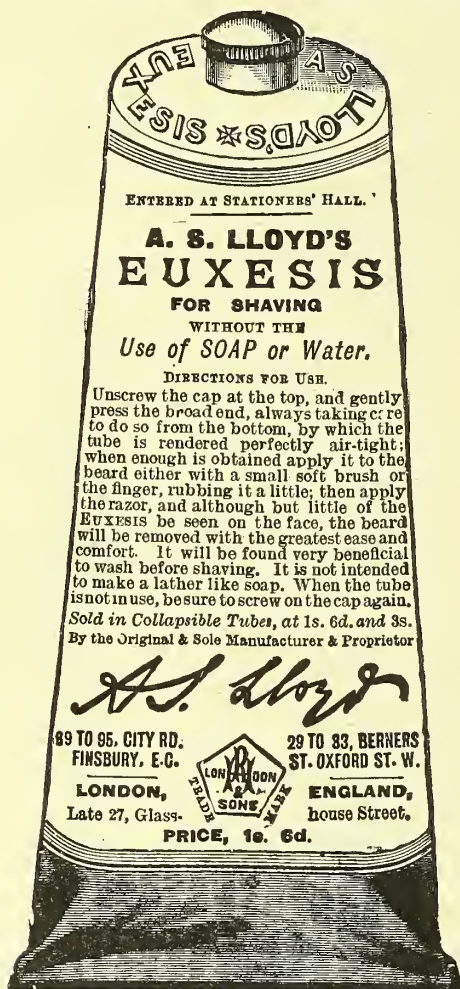 A. S. LLOYD'S ✠ EUXESIS
ENTERED AT STATIONERS' HALL.
A. S. LLOYD'S
EUXESIS
FOR SHAVING
WITHOUT THE
Use of SOAP or Water.
DIRECTIONS FOR USE.
Unscrew the cap at the top, and gently
press the broad end, always taking care
to do so from the bottom, by which the
tube is rendered perfectly air-tight;
when enough is obtained apply it to the
beard either with a small soft brush or
the finger, rubbing it a little; then apply
the razor, and although but little of the
EUXESIS be seen on the face, the beard
will be removed with the greatest ease and
comfort. It will be found very beneficial
to wash before shaving. It is not intended
to make a lather like soap. When the tube
is not in use, be sure to screw on the cap again.
Sold in Collapsible Tubes, at 1s. 6d. and 3s.
By the Original & Sole Manufacturer & Proprietor
A.S. Lloyd
89 TO 95, CITY RD.
FINSBURY, E.C.
LONDON,
Late 27, Glass-
LONDON
& SONS
TRADE MARK
29 TO 33, BERNERS
ST. OXFORD ST. W.
ENGLAND,
house Street.
PRICE, 1s. 6d.